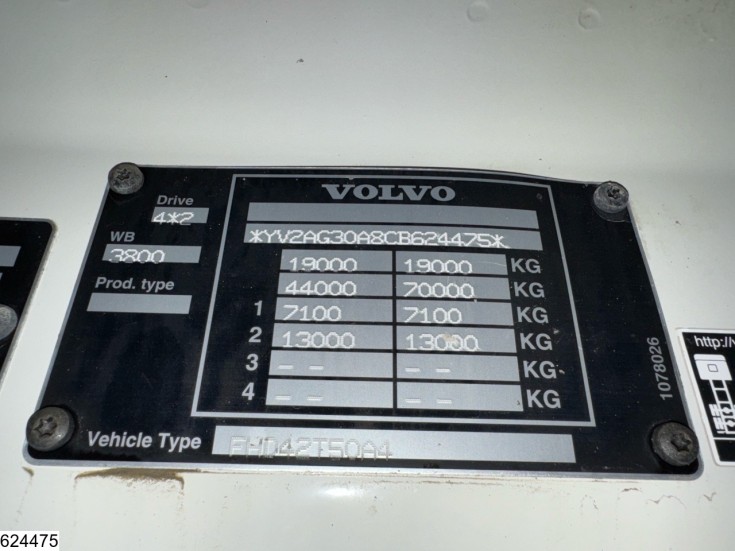 VOLVO
Drive
4*2
*YV2AG30A8CB624475*
WB
3800
19000 19000 KG
Prod. type
44000 70000 KG
1 7100 7100 KG
2 13000 13000 KG
3 -- -- KG
4 -- -- KG
1078026
Vehicle Type
http://
624475